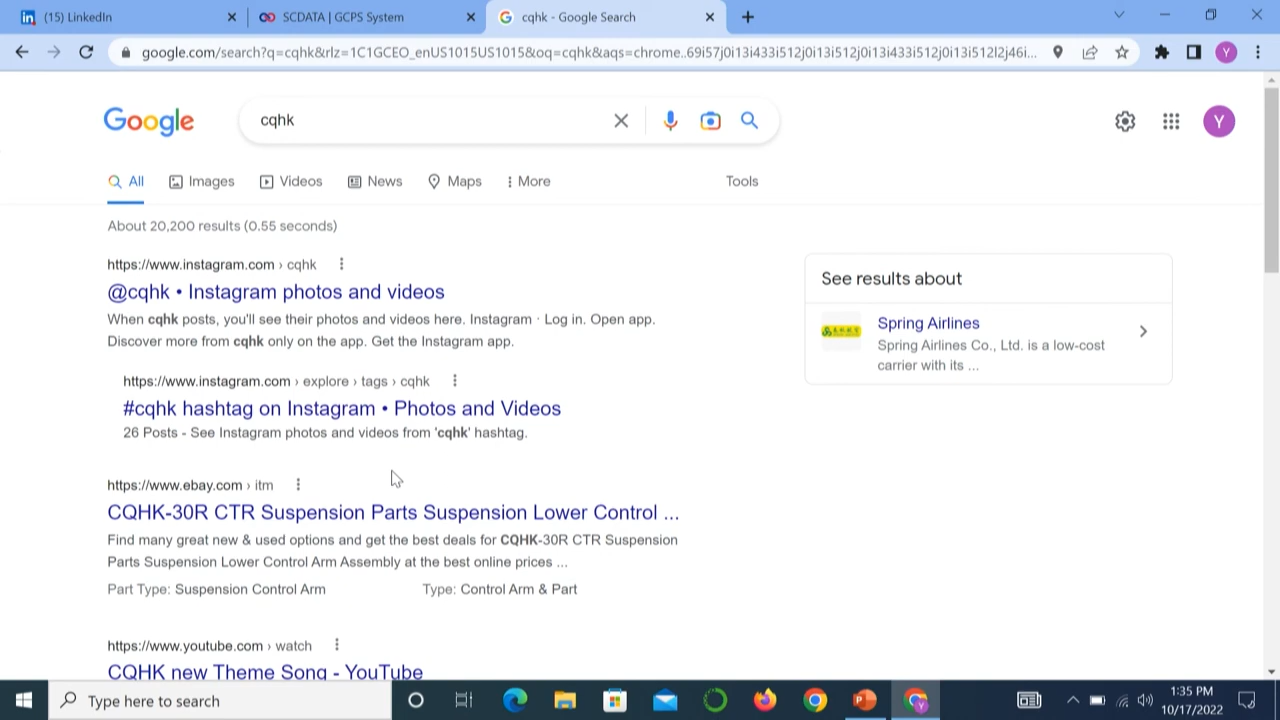 (15) LinkedIn
SCDATA | GCPS System
cqhk - Google Search
google.com/search?q=cqhk&rlz=1C1GCEO_enUS1015US1015&oq=cqhk&aqs=chrome..69i57j0i13i433i512j0i13i512j0i13i433i512j0i13i512l2j46i...
Y
Google
cqhk
Y
All
Images
Videos
News
Maps
More
Tools
About 20,200 results (0.55 seconds)
https://www.instagram.com › cqhk
@cqhk • Instagram photos and videos
When cqhk posts, you'll see their photos and videos here. Instagram · Log in. Open app.
Discover more from cqhk only on the app. Get the Instagram app.
https://www.instagram.com › explore › tags › cqhk
#cqhk hashtag on Instagram • Photos and Videos
26 Posts - See Instagram photos and videos from 'cqhk' hashtag.
https://www.ebay.com › itm
CQHK-30R CTR Suspension Parts Suspension Lower Control ...
Find many great new & used options and get the best deals for CQHK-30R CTR Suspension
Parts Suspension Lower Control Arm Assembly at the best online prices ...
Part Type: Suspension Control Arm
Type: Control Arm & Part
https://www.youtube.com › watch
CQHK new Theme Song - YouTube
See results about
Spring Airlines
Spring Airlines Co., Ltd. is a low-cost
carrier with its ...
Type here to search
1:35 PM
10/17/2022